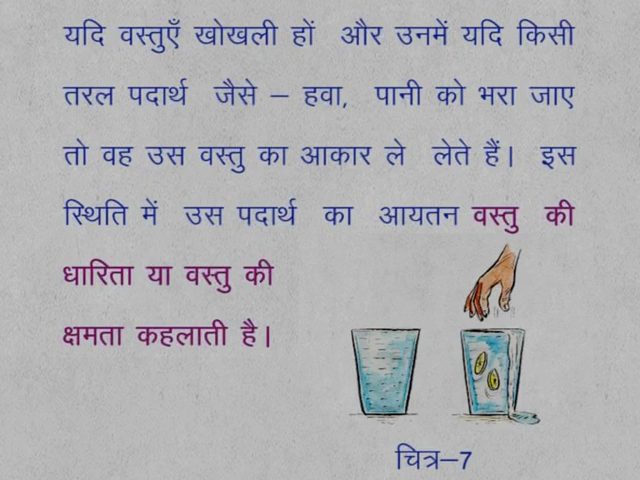 यदि वस्तुएँ खोखली हों और उनमें यदि किसी
तरल पदार्थ जैसे – हवा, पानी को भरा जाए
तो वह उस वस्तु का आकार ले लेते हैं। इस
स्थिति में उस पदार्थ का आयतन वस्तु की
धारिता या वस्तु की
क्षमता कहलाती है।
चित्र–7